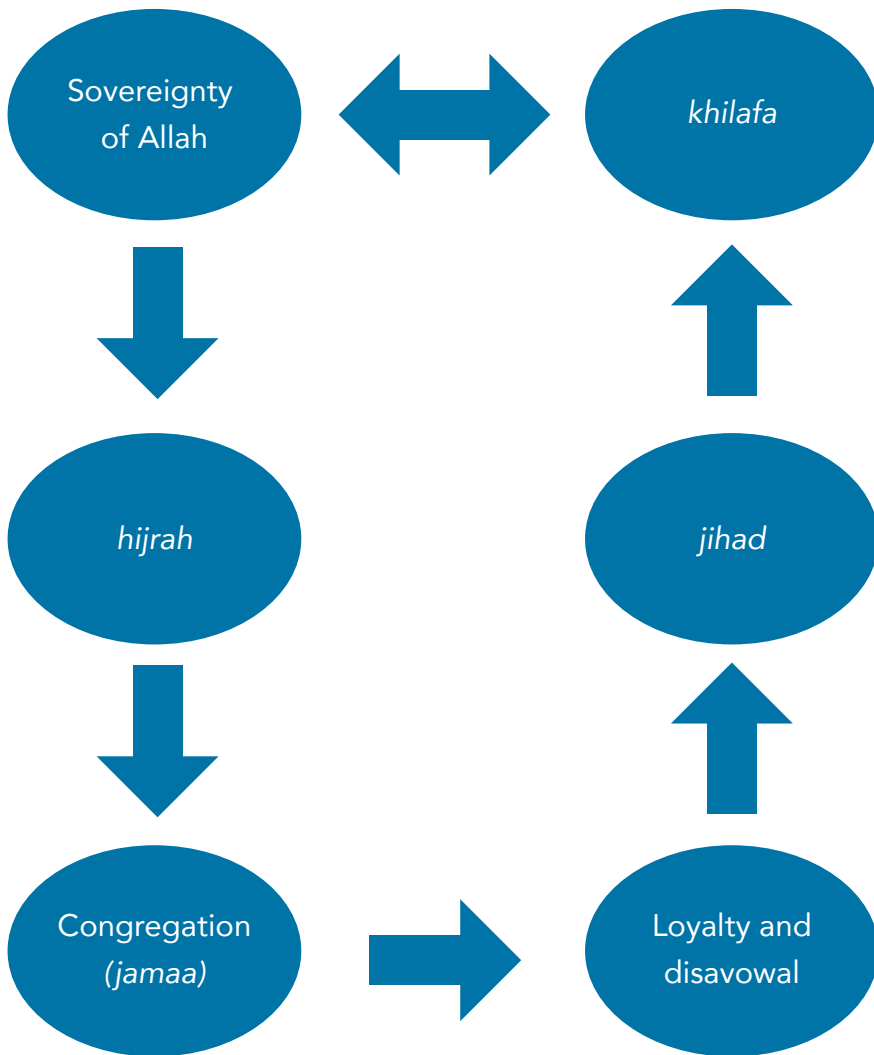 Sovereignty
of Allah
khilafa
hijrah
jihad
Congregation
(jamaa)
Loyalty and
disavowal